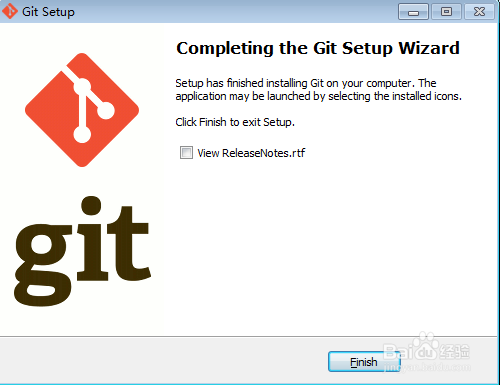 Git Setup
Completing the Git Setup Wizard
Setup has finished installing Git on your computer. The
application may be launched by selecting the installed icons.
Click Finish to exit Setup.
View ReleaseNotes.rtf
git
Finish
Baidu 经验